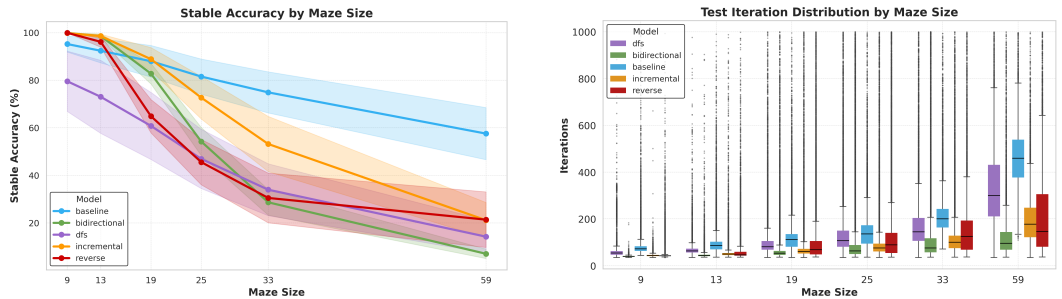 Stable Accuracy by Maze Size
Stable Accuracy (%)
100
80
60
40
20
Model
baseline
bidirectional
dfs
incremental
reverse
9
13
19
25
33
59
Maze Size
Test Iteration Distribution by Maze Size
Iterations
1000
800
600
400
200
0
Model
dfs
bidirectional
baseline
incremental
reverse
9
13
19
25
33
59
Maze Size